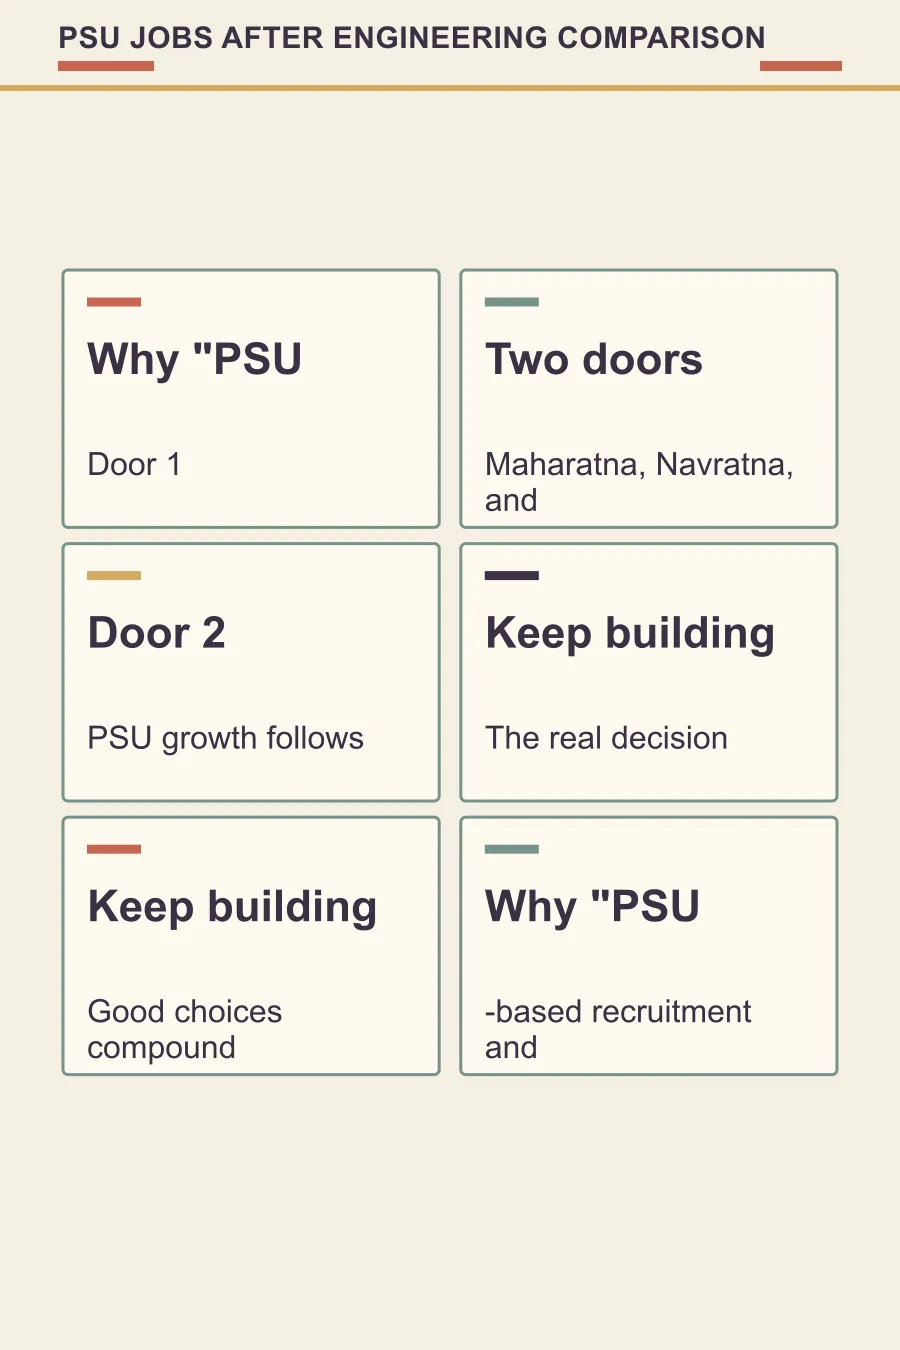 PSU JOBS AFTER ENGINEERING COMPARISON
Why "PSU
Door 1
Two doors
Maharatna, Navratna,
and
Door 2
PSU growth follows
Keep building
The real decision
Keep building
Good choices
compound
Why "PSU
-based recruitment
and